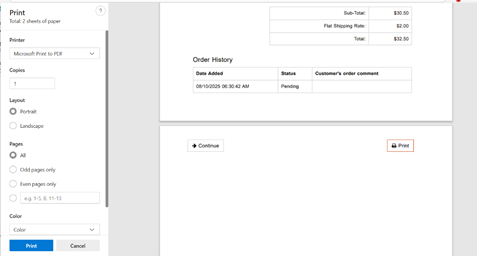 Print
?
Total: 2 sheets of paper
Printer
Microsoft Print to PDF
Copies
1
Layout
Portrait
Landscape
Pages
All
Odd pages only
Even pages only
e.g. 1-5, 8, 11-13
Color
Color
Print Cancel
Sub-Total: $30.50
Flat Shipping Rate: $2.00
Total: $32.50
Order History
Date Added Status Customer's order comment
08/10/2025 06:30:42 AM Pending
Continue Print